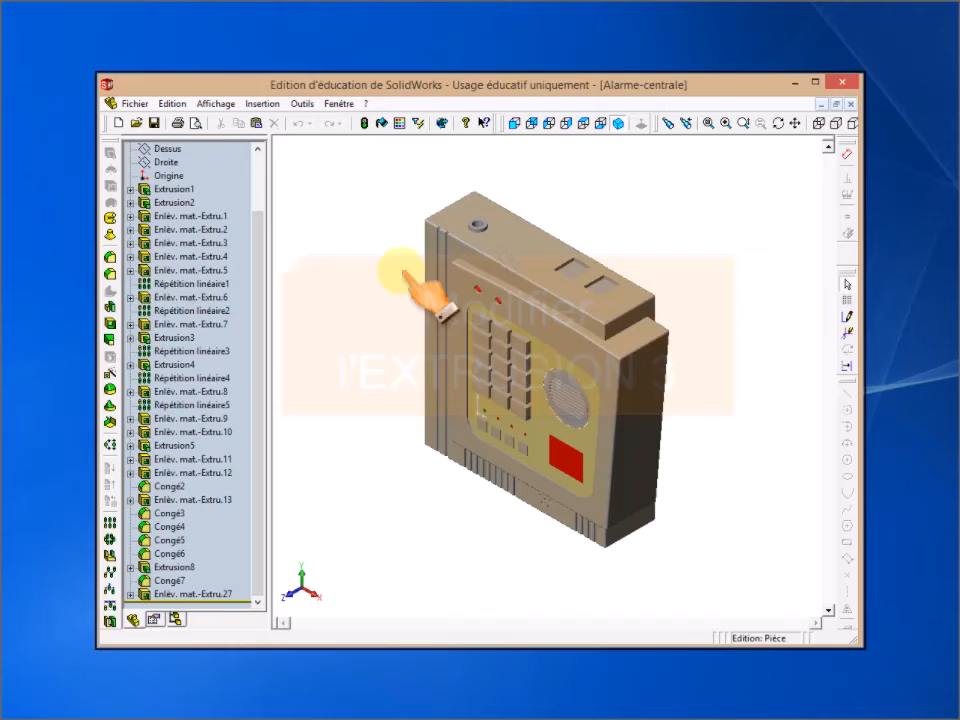 Edition d'éducation de SolidWorks - Usage éducatif uniquement - [Alarme-centrale]
Fichier Edition Affichage Insertion Outils Fenêtre ?
Dessus
Droite
Origine
Extrusion1
Extrusion2
Enlèv. mat.-Extru.1
Enlèv. mat.-Extru.2
Enlèv. mat.-Extru.3
Enlèv. mat.-Extru.4
Enlèv. mat.-Extru.5
Répétition linéaire1
Enlèv. mat.-Extru.6
Répétition linéaire2
Enlèv. mat.-Extru.7
Extrusion3
Répétition linéaire3
Extrusion4
Répétition linéaire4
Enlèv. mat.-Extru.8
Répétition linéaire5
Enlèv. mat.-Extru.9
Enlèv. mat.-Extru.10
Extrusion5
Enlèv. mat.-Extru.11
Enlèv. mat.-Extru.12
Congé2
Enlèv. mat.-Extru.13
Congé3
Congé4
Congé5
Congé6
Extrusion8
Congé7
Enlèv. mat.-Extru.27
Modifier
l'EXTRUSION 3
Y
Z X
Edition: Pièce